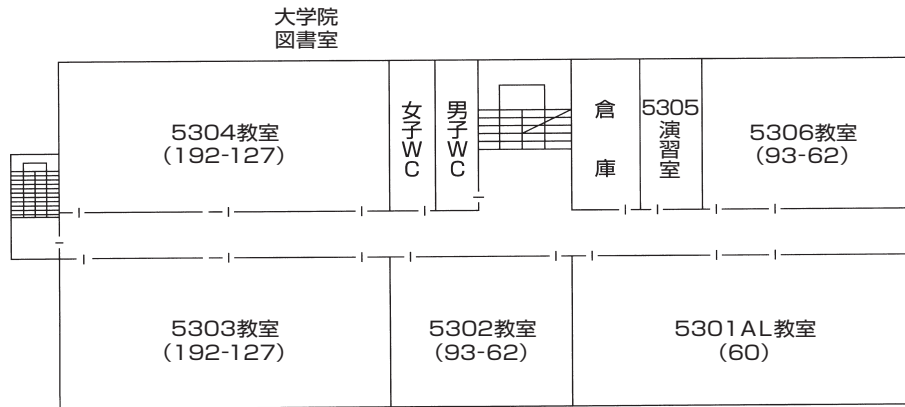 大学院
図書室
5304教室
(192-127)
女子WC
男子WC
倉庫
5305
演習室
5306教室
(93-62)
5303教室
(192-127)
5302教室
(93-62)
5301AL教室
(60)